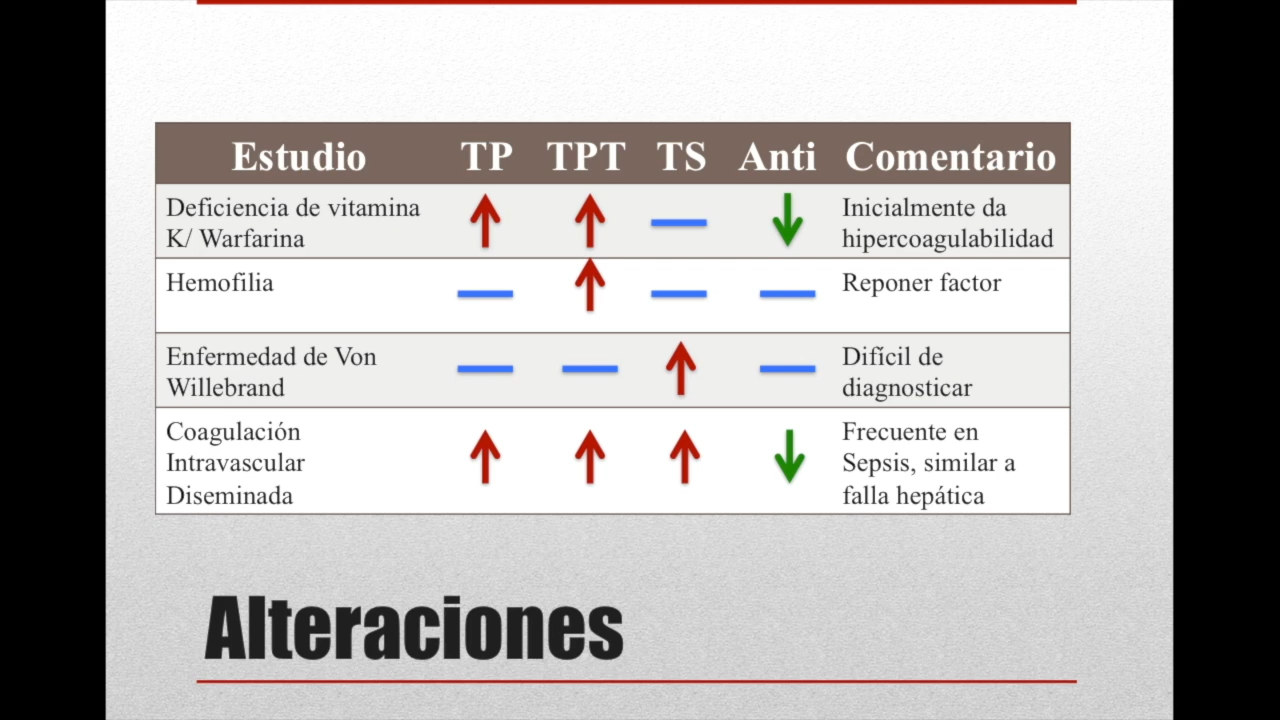 Estudio TP TPT TS Anti Comentario
Deficiencia de vitamina
K/ Warfarina
Inicialmente da
hipercoagulabilidad
Hemofilia
Reponer factor
Enfermedad de Von
Willebrand
Difícil de
diagnosticar
Coagulación
Intravascular
Diseminada
Frecuente en
Sepsis, similar a
falla hepática
Alteraciones